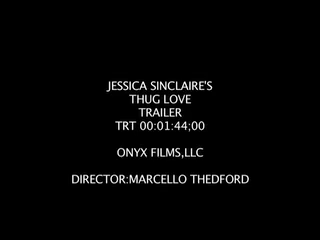 JESSICA SINCLAIRE'S
THUG LOVE
TRAILER
TRT 00:01:44;00
ONYX FILMS,LLC
DIRECTOR:MARCELLO THEDFORD